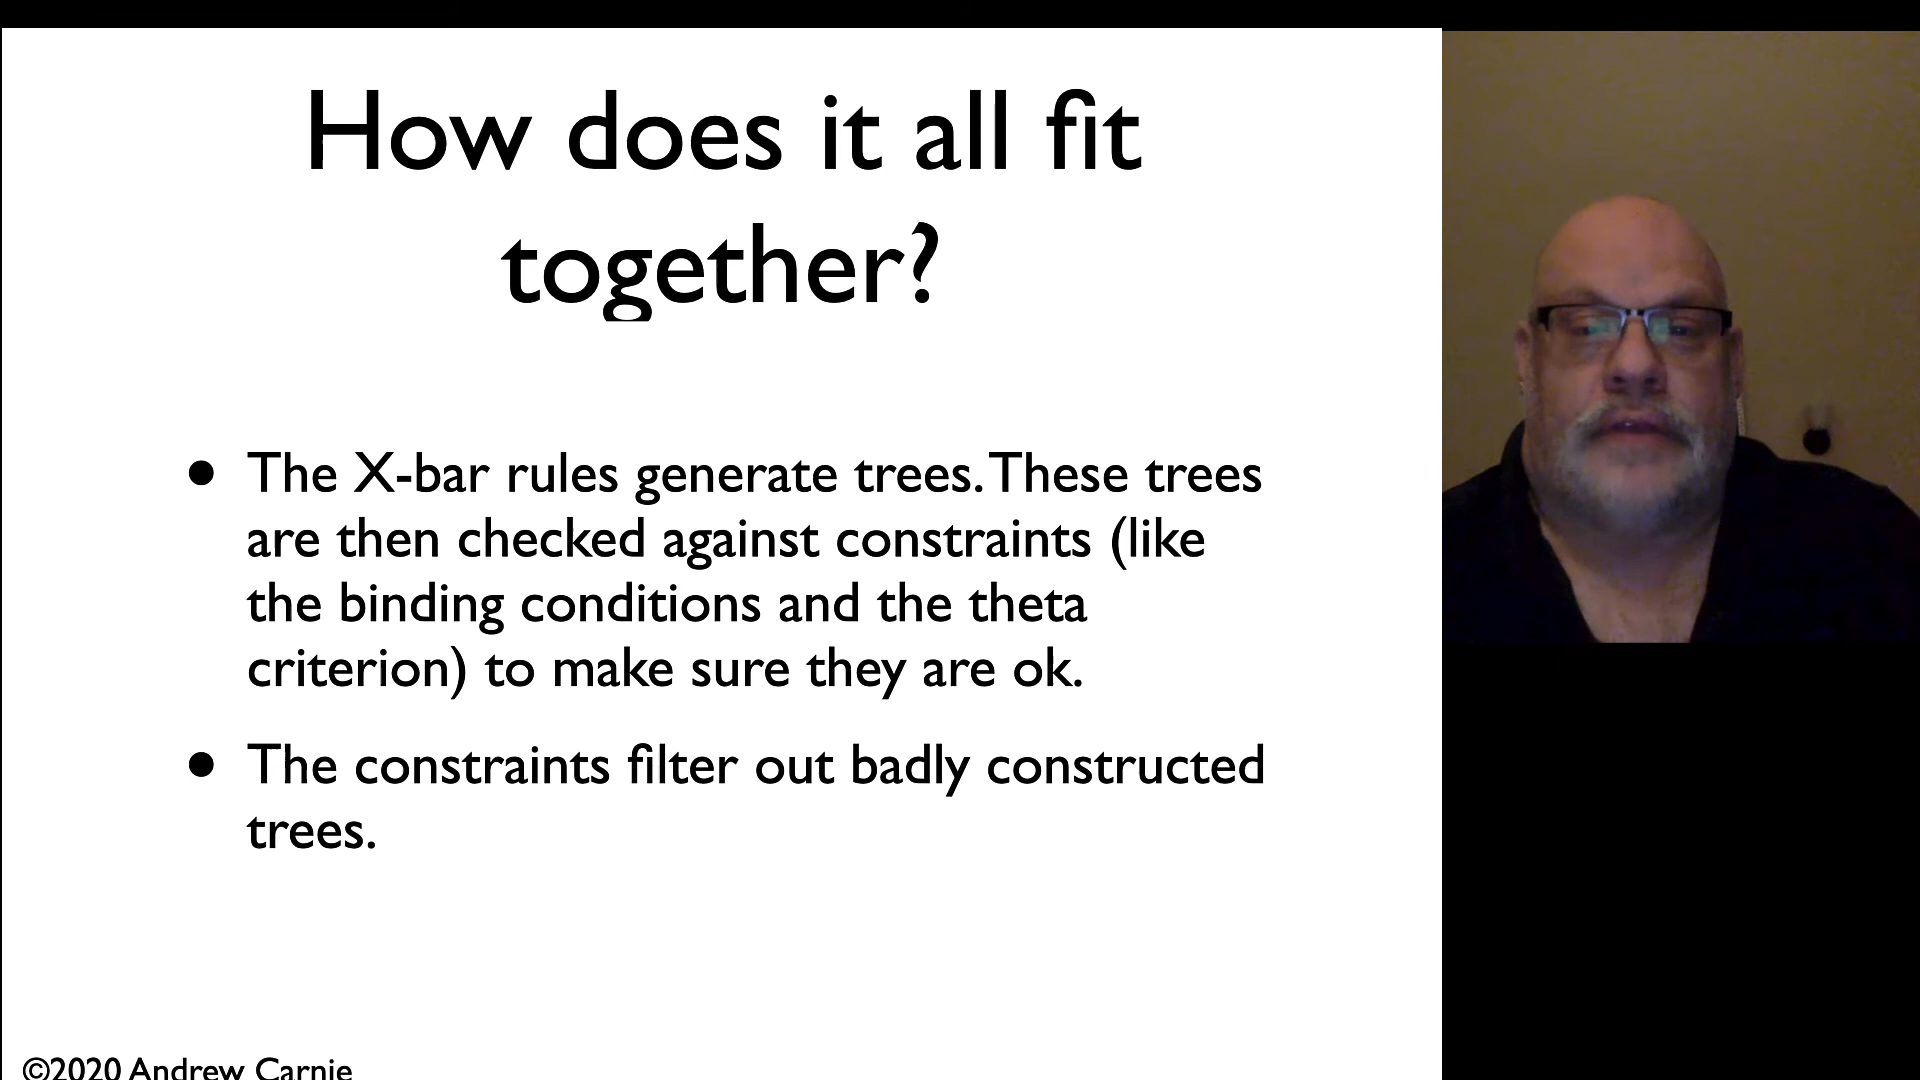 How does it all fit
together?
• The X-bar rules generate trees. These trees
are then checked against constraints (like
the binding conditions and the theta
criterion) to make sure they are ok.
• The constraints filter out badly constructed
trees.
©2020 Andrew Carnie